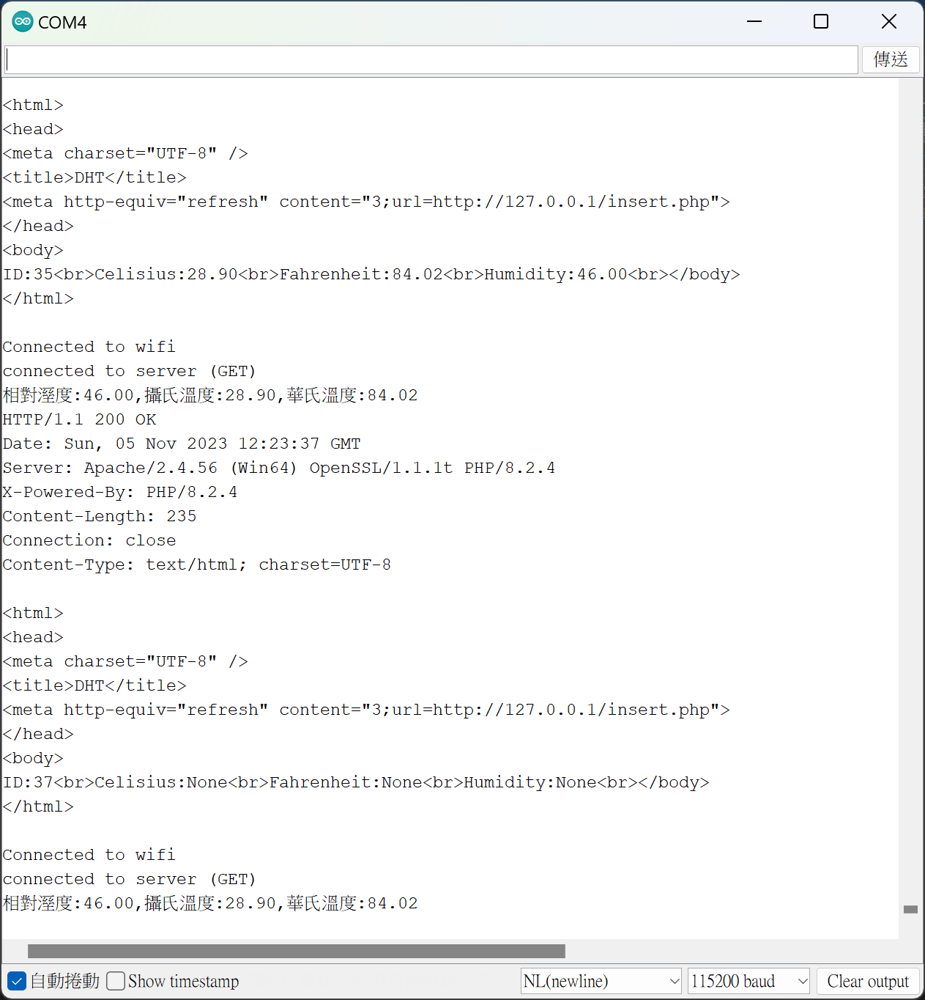 COM4
傳送
<html>
<head>
<meta charset="UTF-8" />
<title>DHT</title>
<meta http-equiv="refresh" content="3;url=http://127.0.0.1/insert.php">
</head>
<body>
ID:35<br>Celisius:28.90<br>Fahrenheit:84.02<br>Humidity:46.00<br></body>
</html>
Connected to wifi
connected to server (GET)
相對溼度:46.00,攝氏溫度:28.90,華氏溫度:84.02
HTTP/1.1 200 OK
Date: Sun, 05 Nov 2023 12:23:37 GMT
Server: Apache/2.4.56 (Win64) OpenSSL/1.1.1t PHP/8.2.4
X-Powered-By: PHP/8.2.4
Content-Length: 235
Connection: close
Content-Type: text/html; charset=UTF-8
<html>
<head>
<meta charset="UTF-8" />
<title>DHT</title>
<meta http-equiv="refresh" content="3;url=http://127.0.0.1/insert.php">
</head>
<body>
ID:37<br>Celisius:None<br>Fahrenheit:None<br>Humidity:None<br></body>
</html>
Connected to wifi
connected to server (GET)
相對溼度:46.00,攝氏溫度:28.90,華氏溫度:84.02
自動捲動 Show timestamp NL(newline) 115200 baud Clear output